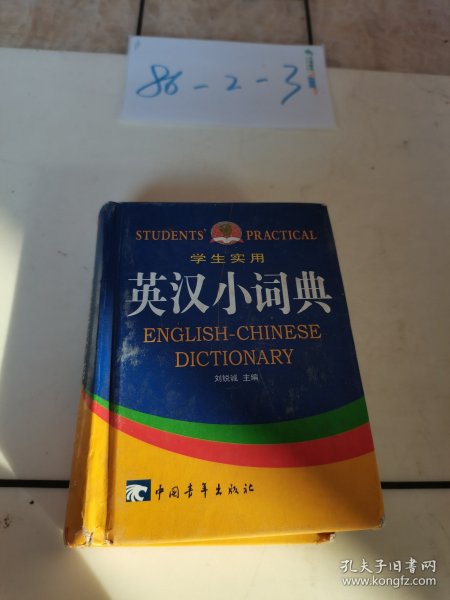 86-2-3
STUDENTS' PRACTICAL
学生实用
英汉小词典
ENGLISH-CHINESE
DICTIONARY
刘锐诚 主编
中国青年出版社
孔夫子旧书网
www.kongfz.com